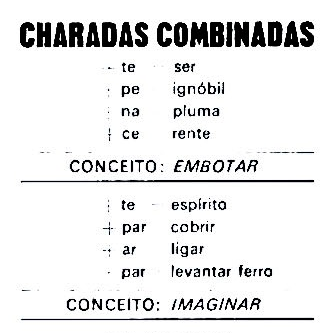 CHARADAS COMBINADAS
+ te - ser
+ pe - ignóbil
+ na - pluma
+ ce - rente
CONCEITO: EMBOTAR
+ te - espírito
+ par - cobrir
+ ar - ligar
- par - levantar ferro
CONCEITO: IMAGINAR